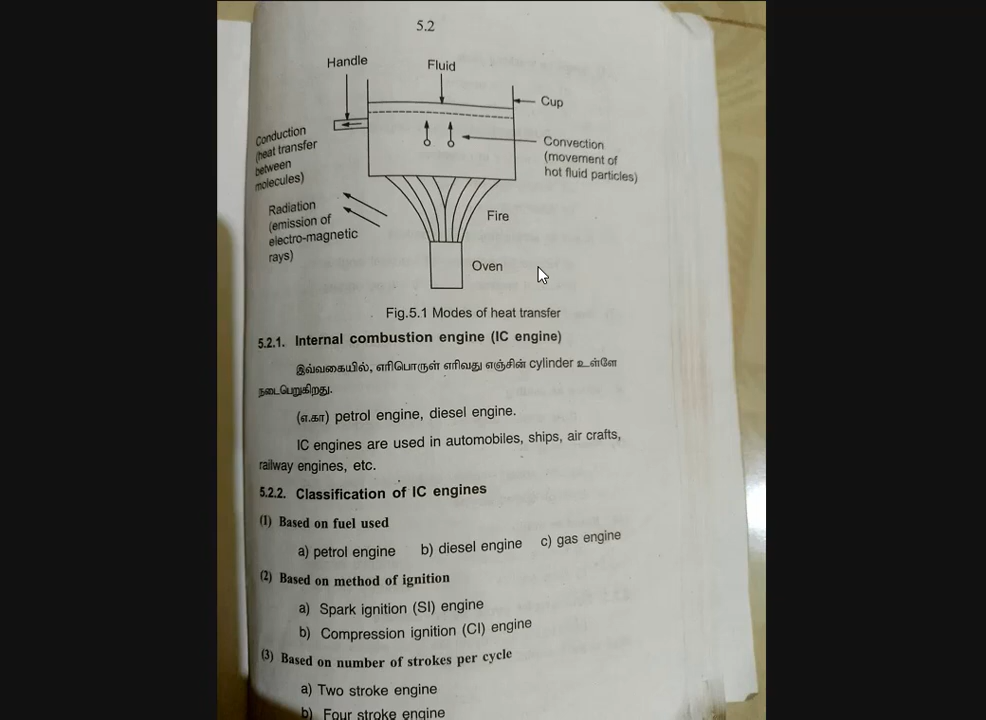 5.2
Handle
Fluid
Cup
Conduction
(heat transfer
between
molecules)
Convection
(movement of
hot fluid particles)
Radiation
(emission of
electro-magnetic
rays)
Fire
Oven
Fig.5.1 Modes of heat transfer
5.2.1. Internal combustion engine (IC engine)
இவ்வகையில், எரிபொருள் எரிவது எஞ்சின் cylinder உள்ளே
நடைபெறுகிறது.
(எ.கா) petrol engine, diesel engine.
IC engines are used in automobiles, ships, air crafts,
railway engines, etc.
5.2.2. Classification of IC engines
(1) Based on fuel used
a) petrol engine b) diesel engine c) gas engine
(2) Based on method of ignition
a) Spark ignition (SI) engine
b) Compression ignition (CI) engine
(3) Based on number of strokes per cycle
a) Two stroke engine
b) Four stroke engine